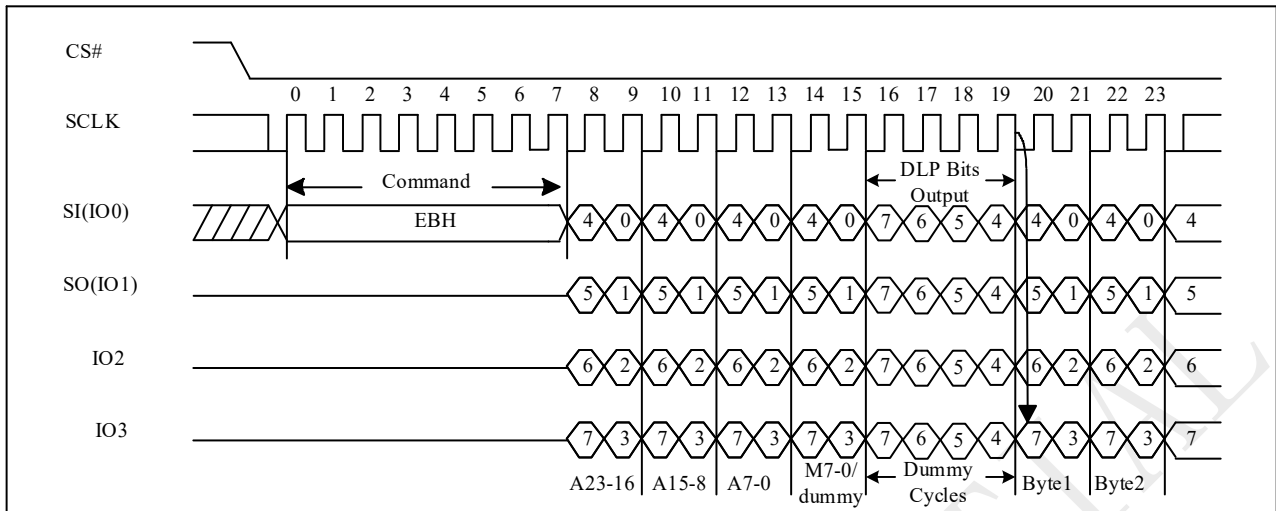 CS#
0 1 2 3 4 5 6 7 8 9 10 11 12 13 14 15 16 17 18 19 20 21 22 23
SCLK
Command
DLP Bits
Output
SI(IO0)
EBH
4 0 4 0 4 0 4 0 7 6 5 4 4 0 4 0 4
SO(IO1)
5 1 5 1 5 1 5 1 7 6 5 4 5 1 5 1 5
IO2
6 2 6 2 6 2 6 2 7 6 5 4 6 2 6 2 6
IO3
7 3 7 3 7 3 7 3 7 6 5 4 7 3 7 3 7
A23-16 A15-8 A7-0 M7-0/
dummy
Dummy
Cycles
Byte1 Byte2
TIAL